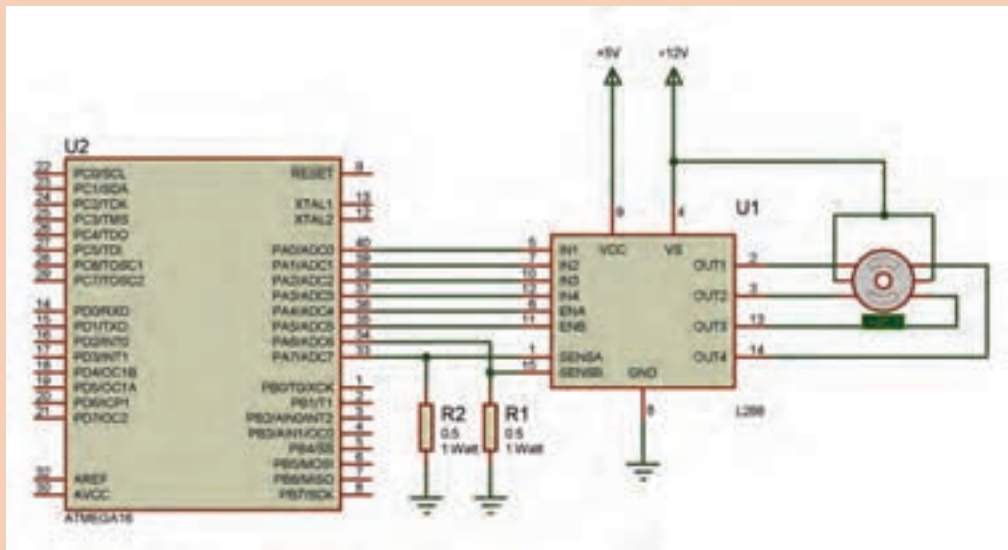 +5V
+12V
U2
22 PC0/SCL
23 PC1/SDA
24 PC2/TCK
25 PC3/TMS
26 PC4/TDO
27 PC5/TDI
28 PC6/TOSC1
29 PC7/TOSC2
14 PD0/RXD
15 PD1/TXD
16 PD2/INT0
17 PD3/INT1
18 PD4/OC1B
19 PD5/OC1A
20 PD6/ICP1
21 PD7/OC2
32 AREF
30 AVCC
RESET 9
XTAL1 13
XTAL2 12
PA0/ADC0 40
PA1/ADC1 39
PA2/ADC2 38
PA3/ADC3 37
PA4/ADC4 36
PA5/ADC5 35
PA6/ADC6 34
PA7/ADC7 33
PB0/T0/XCK 1
PB1/T1 2
PB2/AIN0/INT2 3
PB3/AIN1/OC0 4
PB4/SS 5
PB5/MOSI 6
PB6/MISO 7
PB7/SCK 8
ATMEGA16
R2
0.5
1 Watt
R1
0.5
1 Watt
U1
9 VCC
4 VS
5 IN1
7 IN2
10 IN3
12 IN4
6 ENA
11 ENB
1 SENSA
15 SENSB
GND
8
OUT1 2
OUT2 3
OUT3 13
OUT4 14
L298